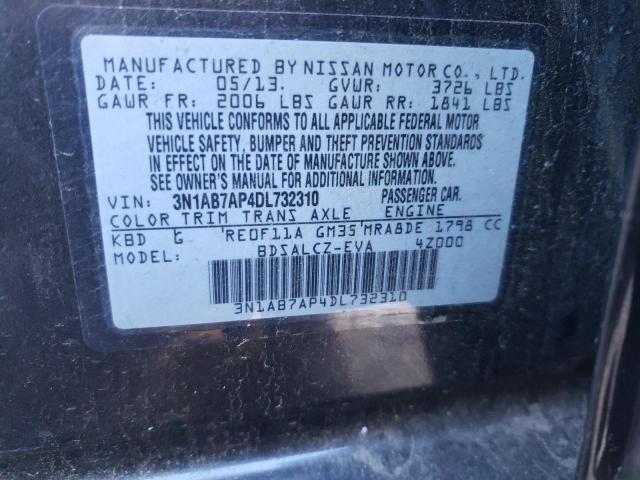 MANUFACTURED BY NISSAN MOTOR CO., LTD.
DATE: 05/13. GVWR: 3726 LBS
GAWR FR: 2006 LBS GAWR RR: 1841 LBS
THIS VEHICLE CONFORMS TO ALL APPLICABLE FEDERAL MOTOR
VEHICLE SAFETY, BUMPER AND THEFT PREVENTION STANDARDS
IN EFFECT ON THE DATE OF MANUFACTURE SHOWN ABOVE.
SEE OWNER'S MANUAL FOR ADDITIONAL INFORMATION.
VIN: 3N1AB7AP4DL732310 PASSENGER CAR.
COLOR TRIM TRANS AXLE ENGINE
KBD G 'RE0F11A GM35'MRA8DE 1798 CC
BDSALCZ-EVA 4Z000
3N1AB7AP4DL732310